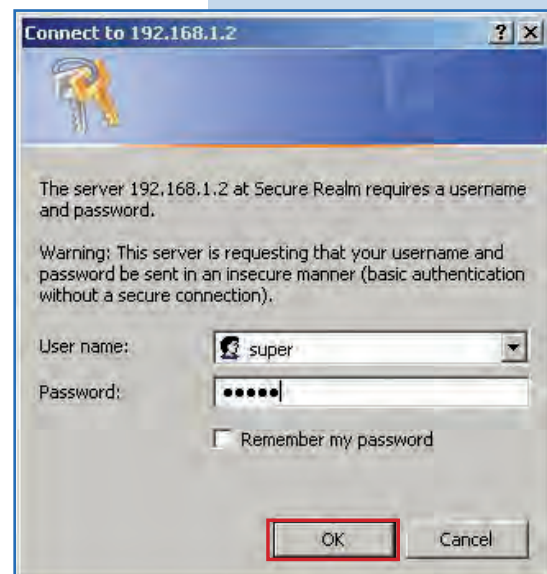 Connect to 192.168.1.2
The server 192.168.1.2 at Secure Realm requires a username
and password.
Warning: This server is requesting that your username and
password be sent in an insecure manner (basic authentication
without a secure connection).
User name:
super
Password:
•••••
Remember my password
OK
Cancel